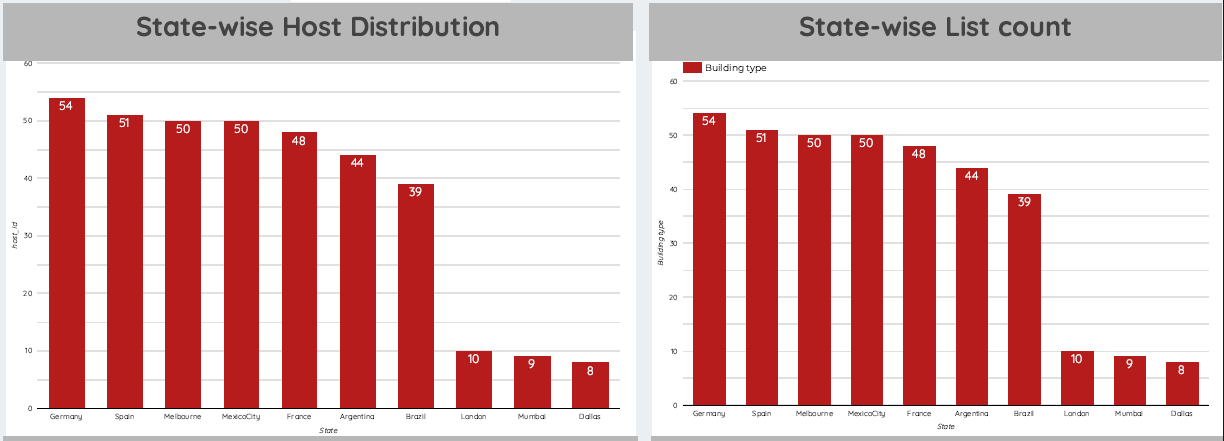 State-wise Host Distribution
60
50
40
30
20
10
0
host_id
54
51
50
50
48
44
39
10
9
8
Germany
Spain
Melbourne
MexicoCity
France
Argentina
Brazil
London
Mumbai
Dallas
State
State-wise List count
Building type
60
50
40
30
20
10
0
Building type
54
51
50
50
48
44
39
10
9
8
Germany
Spain
Melbourne
MexicoCity
France
Argentina
Brazil
London
Mumbai
Dallas
State